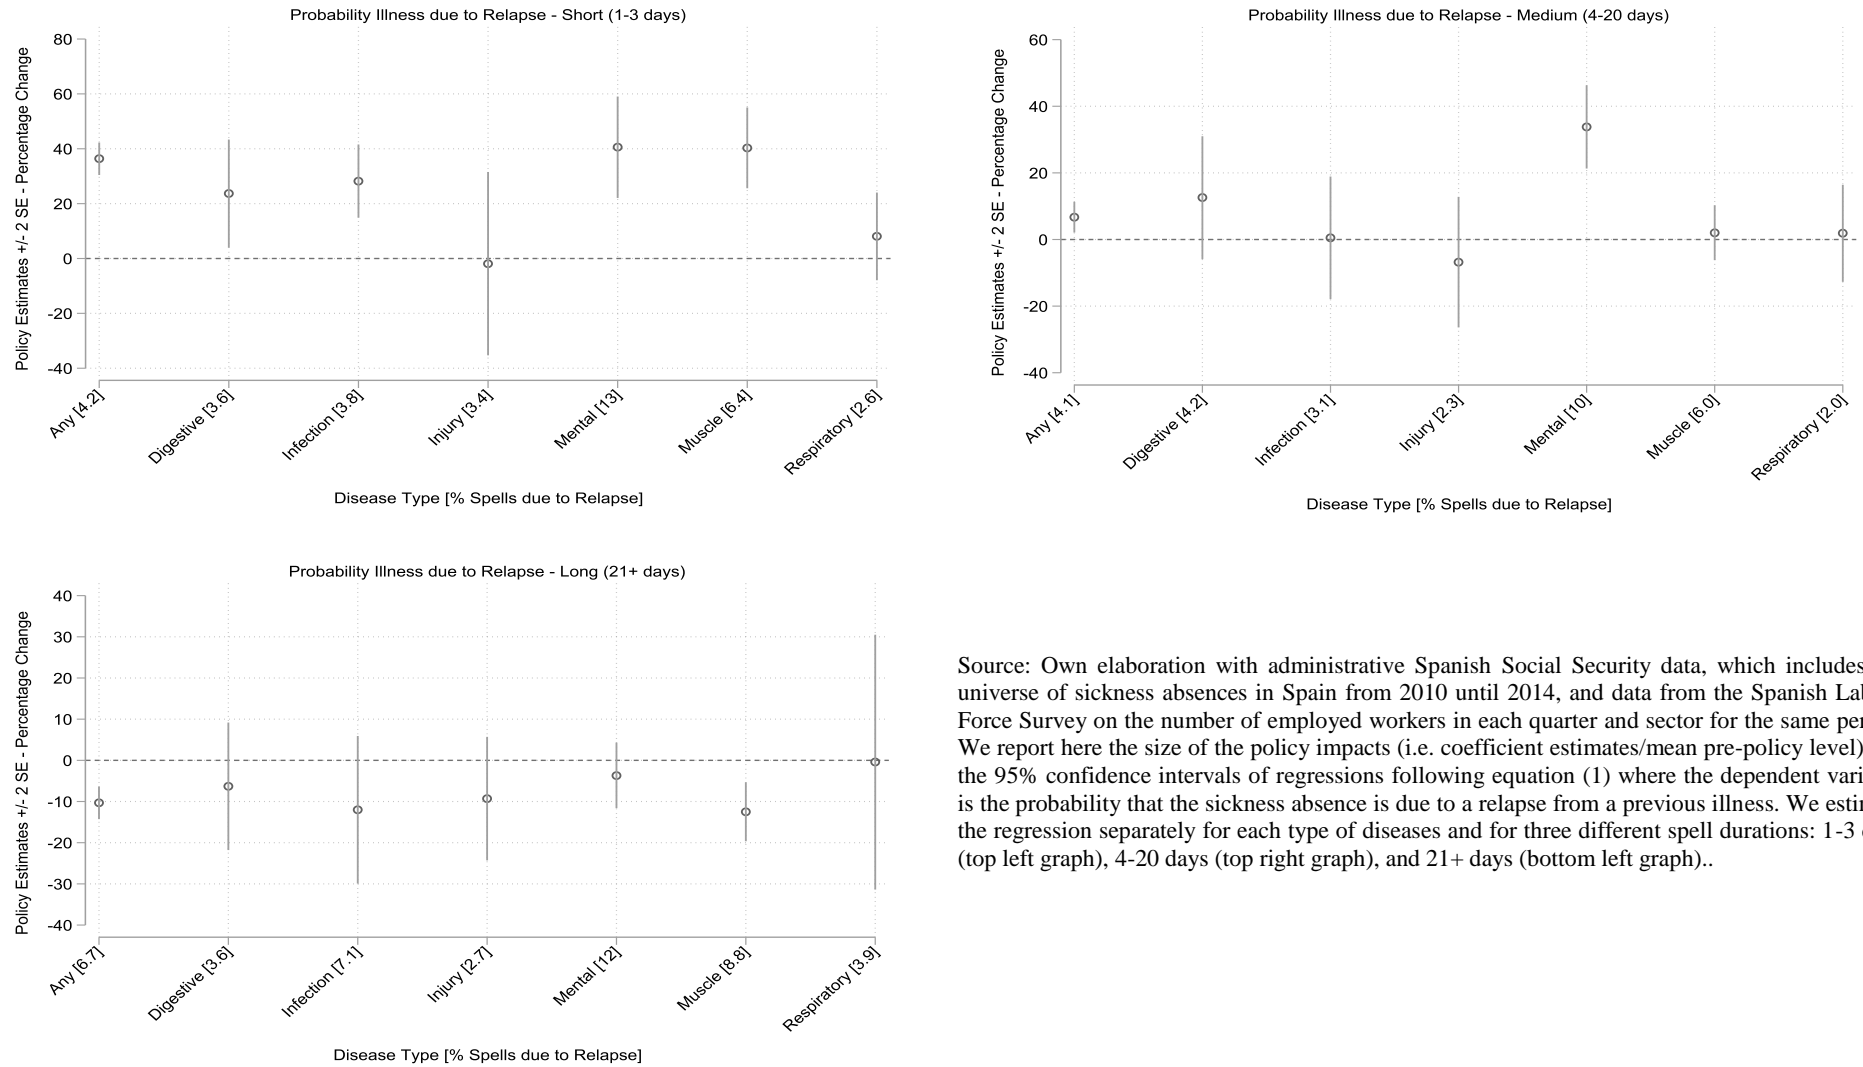 Probability Illness due to Relapse - Short (1-3 days)
Policy Estimates +/- 2 SE - Percentage Change
80
60
40
20
0
-20
-40
Any [4.2]
Digestive [3.6]
Infection [3.8]
Injury [3.4]
Mental [13]
Muscle [6.4]
Respiratory [2.6]
Disease Type [% Spells due to Relapse]
Probability Illness due to Relapse - Medium (4-20 days)
Policy Estimates +/- 2 SE - Percentage Change
60
40
20
0
-20
-40
Any [4.1]
Digestive [4.2]
Infection [3.1]
Injury [2.3]
Mental [10]
Muscle [6.0]
Respiratory [2.0]
Disease Type [% Spells due to Relapse]
Probability Illness due to Relapse - Long (21+ days)
Policy Estimates +/- 2 SE - Percentage Change
40
30
20
10
0
-10
-20
-30
-40
Any [6.7]
Digestive [3.6]
Infection [7.1]
Injury [2.7]
Mental [12]
Muscle [8.8]
Respiratory [3.9]
Disease Type [% Spells due to Relapse]
Source: Own elaboration with administrative Spanish Social Security data, which includes
universe of sickness absences in Spain from 2010 until 2014, and data from the Spanish
Force Survey on the number of employed workers in each quarter and sector for the same
We report here the size of the policy impacts (i.e. coefficient estimates/mean pre-policy level)
the 95% confidence intervals of regressions following equation (1) where the dependent
is the probability that the sickness absence is due to a relapse from a previous illness. We
the regression separately for each type of diseases and for three different spell durations: 1-3
(top left graph), 4-20 days (top right graph), and 21+ days (bottom left graph)..